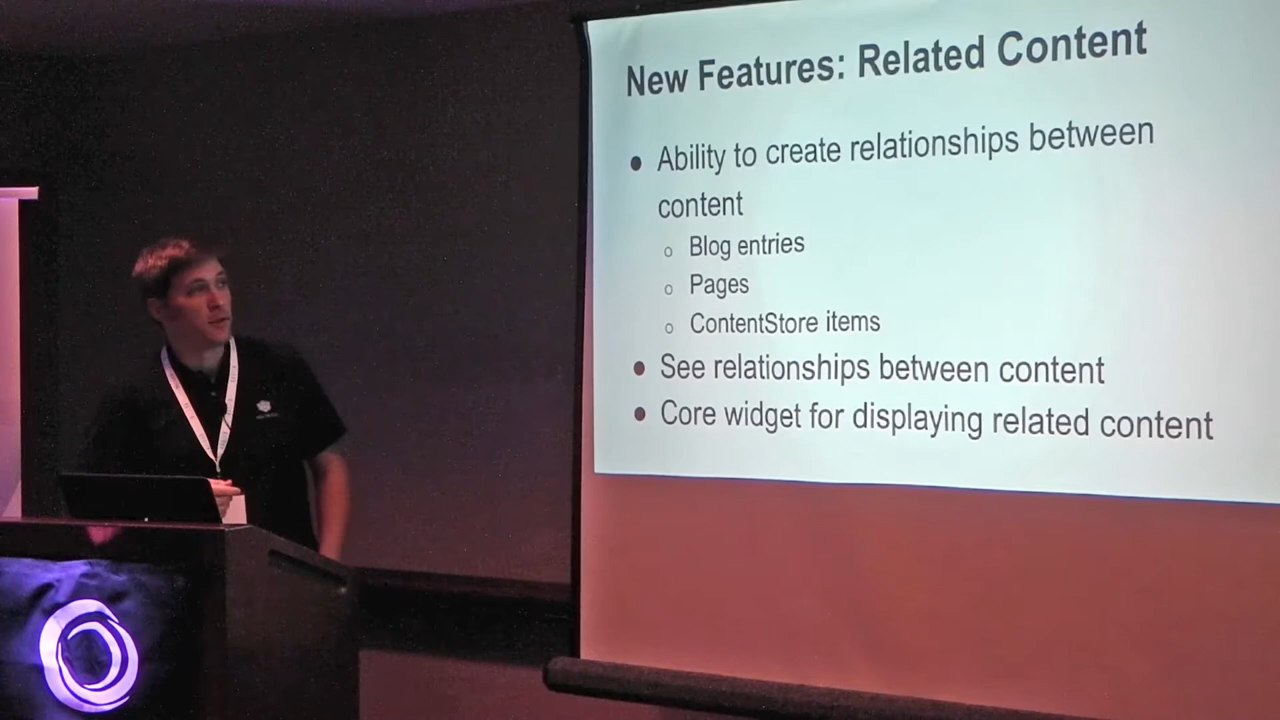 New Features: Related Content
● Ability to create relationships between
content
○ Blog entries
○ Pages
○ ContentStore items
● See relationships between content
● Core widget for displaying related content